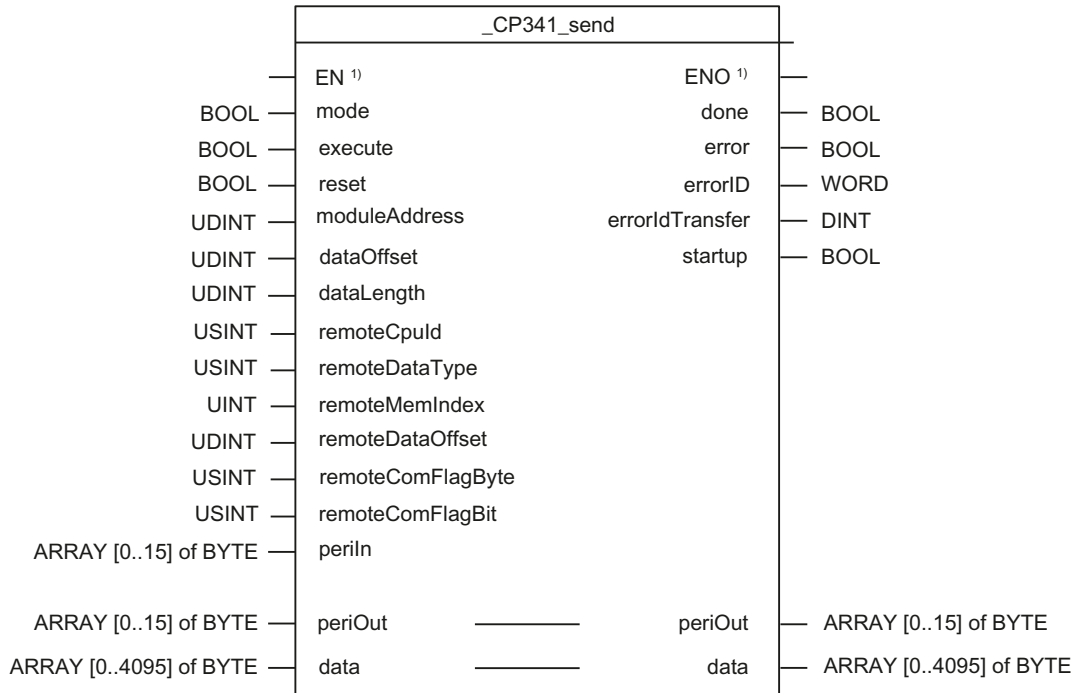 _CP341_send
EN 1) ENO 1)
BOOL mode done BOOL
BOOL execute error BOOL
BOOL reset errorID WORD
UDINT moduleAddress errorIdTransfer DINT
UDINT dataOffset startup BOOL
UDINT dataLength
USINT remoteCpuId
USINT remoteDataType
UINT remoteMemIndex
UDINT remoteDataOffset
USINT remoteComFlagByte
USINT remoteComFlagBit
ARRAY [0..15] of BYTE periIn
ARRAY [0..15] of BYTE periOut periOut ARRAY [0..15] of BYTE
ARRAY [0..4095] of BYTE data data ARRAY [0..4095] of BYTE